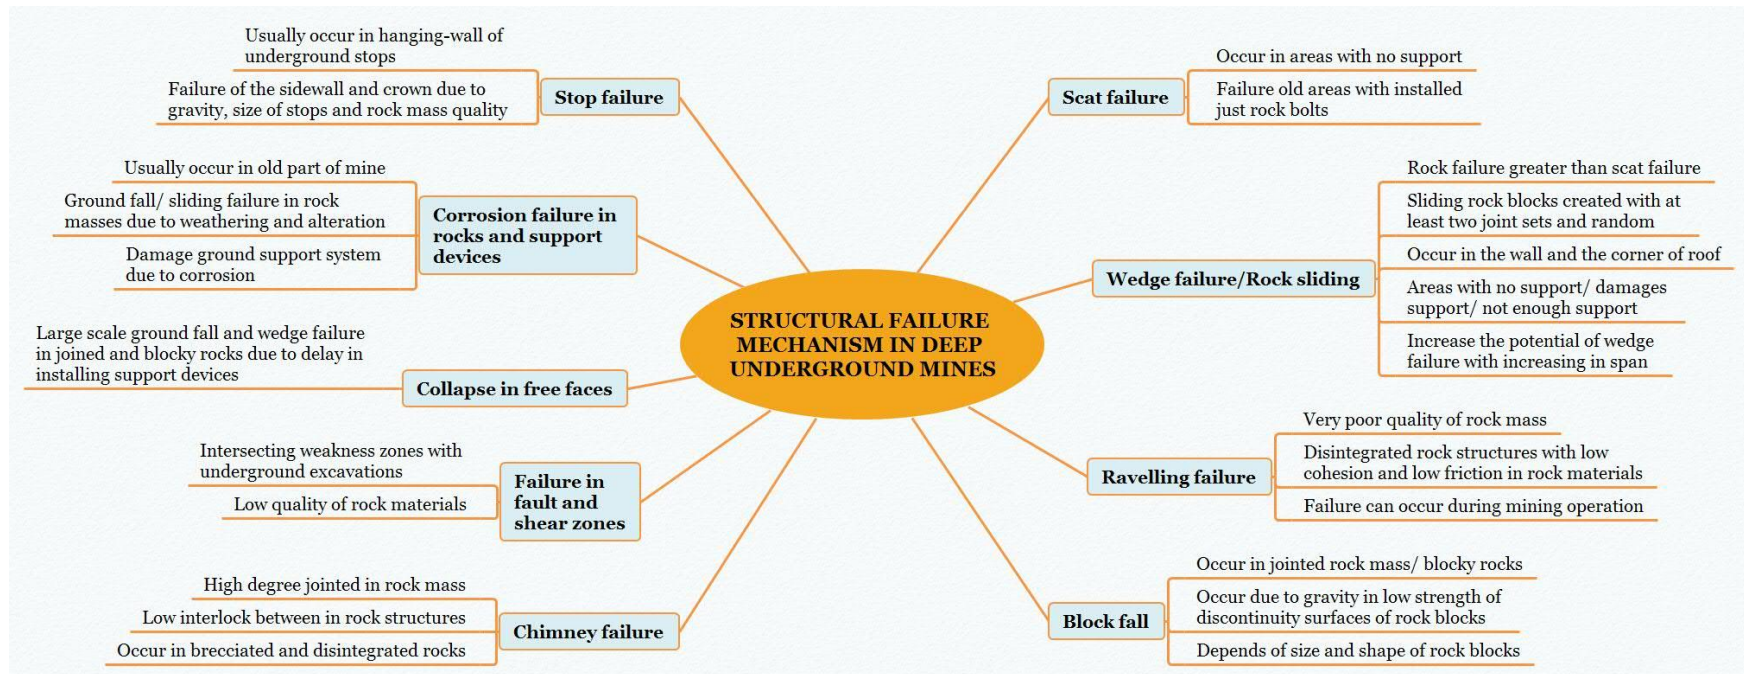 STRUCTURAL FAILURE
MECHANISM IN DEEP
UNDERGROUND MINES
Stop failure
Usually occur in hanging-wall of
underground stops
Failure of the sidewall and crown due to
gravity, size of stops and rock mass quality
Corrosion failure in
rocks and support
devices
Usually occur in old part of mine
Ground fall/ sliding failure in rock
masses due to weathering and alteration
Damage ground support system
due to corrosion
Collapse in free faces
Large scale ground fall and wedge failure
in joined and blocky rocks due to delay in
installing support devices
Failure in
fault and
shear zones
Intersecting weakness zones with
underground excavations
Low quality of rock materials
Chimney failure
High degree jointed in rock mass
Low interlock between in rock structures
Occur in brecciated and disintegrated rocks
Scat failure
Occur in areas with no support
Failure old areas with installed
just rock bolts
Wedge failure/Rock sliding
Rock failure greater than scat failure
Sliding rock blocks created with at
least two joint sets and random
Occur in the wall and the corner of roof
Areas with no support/ damages
support/ not enough support
Increase the potential of wedge
failure with increasing in span
Ravelling failure
Very poor quality of rock mass
Disintegrated rock structures with low
cohesion and low friction in rock materials
Failure can occur during mining operation
Block fall
Occur in jointed rock mass/ blocky rocks
Occur due to gravity in low strength of
discontinuity surfaces of rock blocks
Depends of size and shape of rock blocks